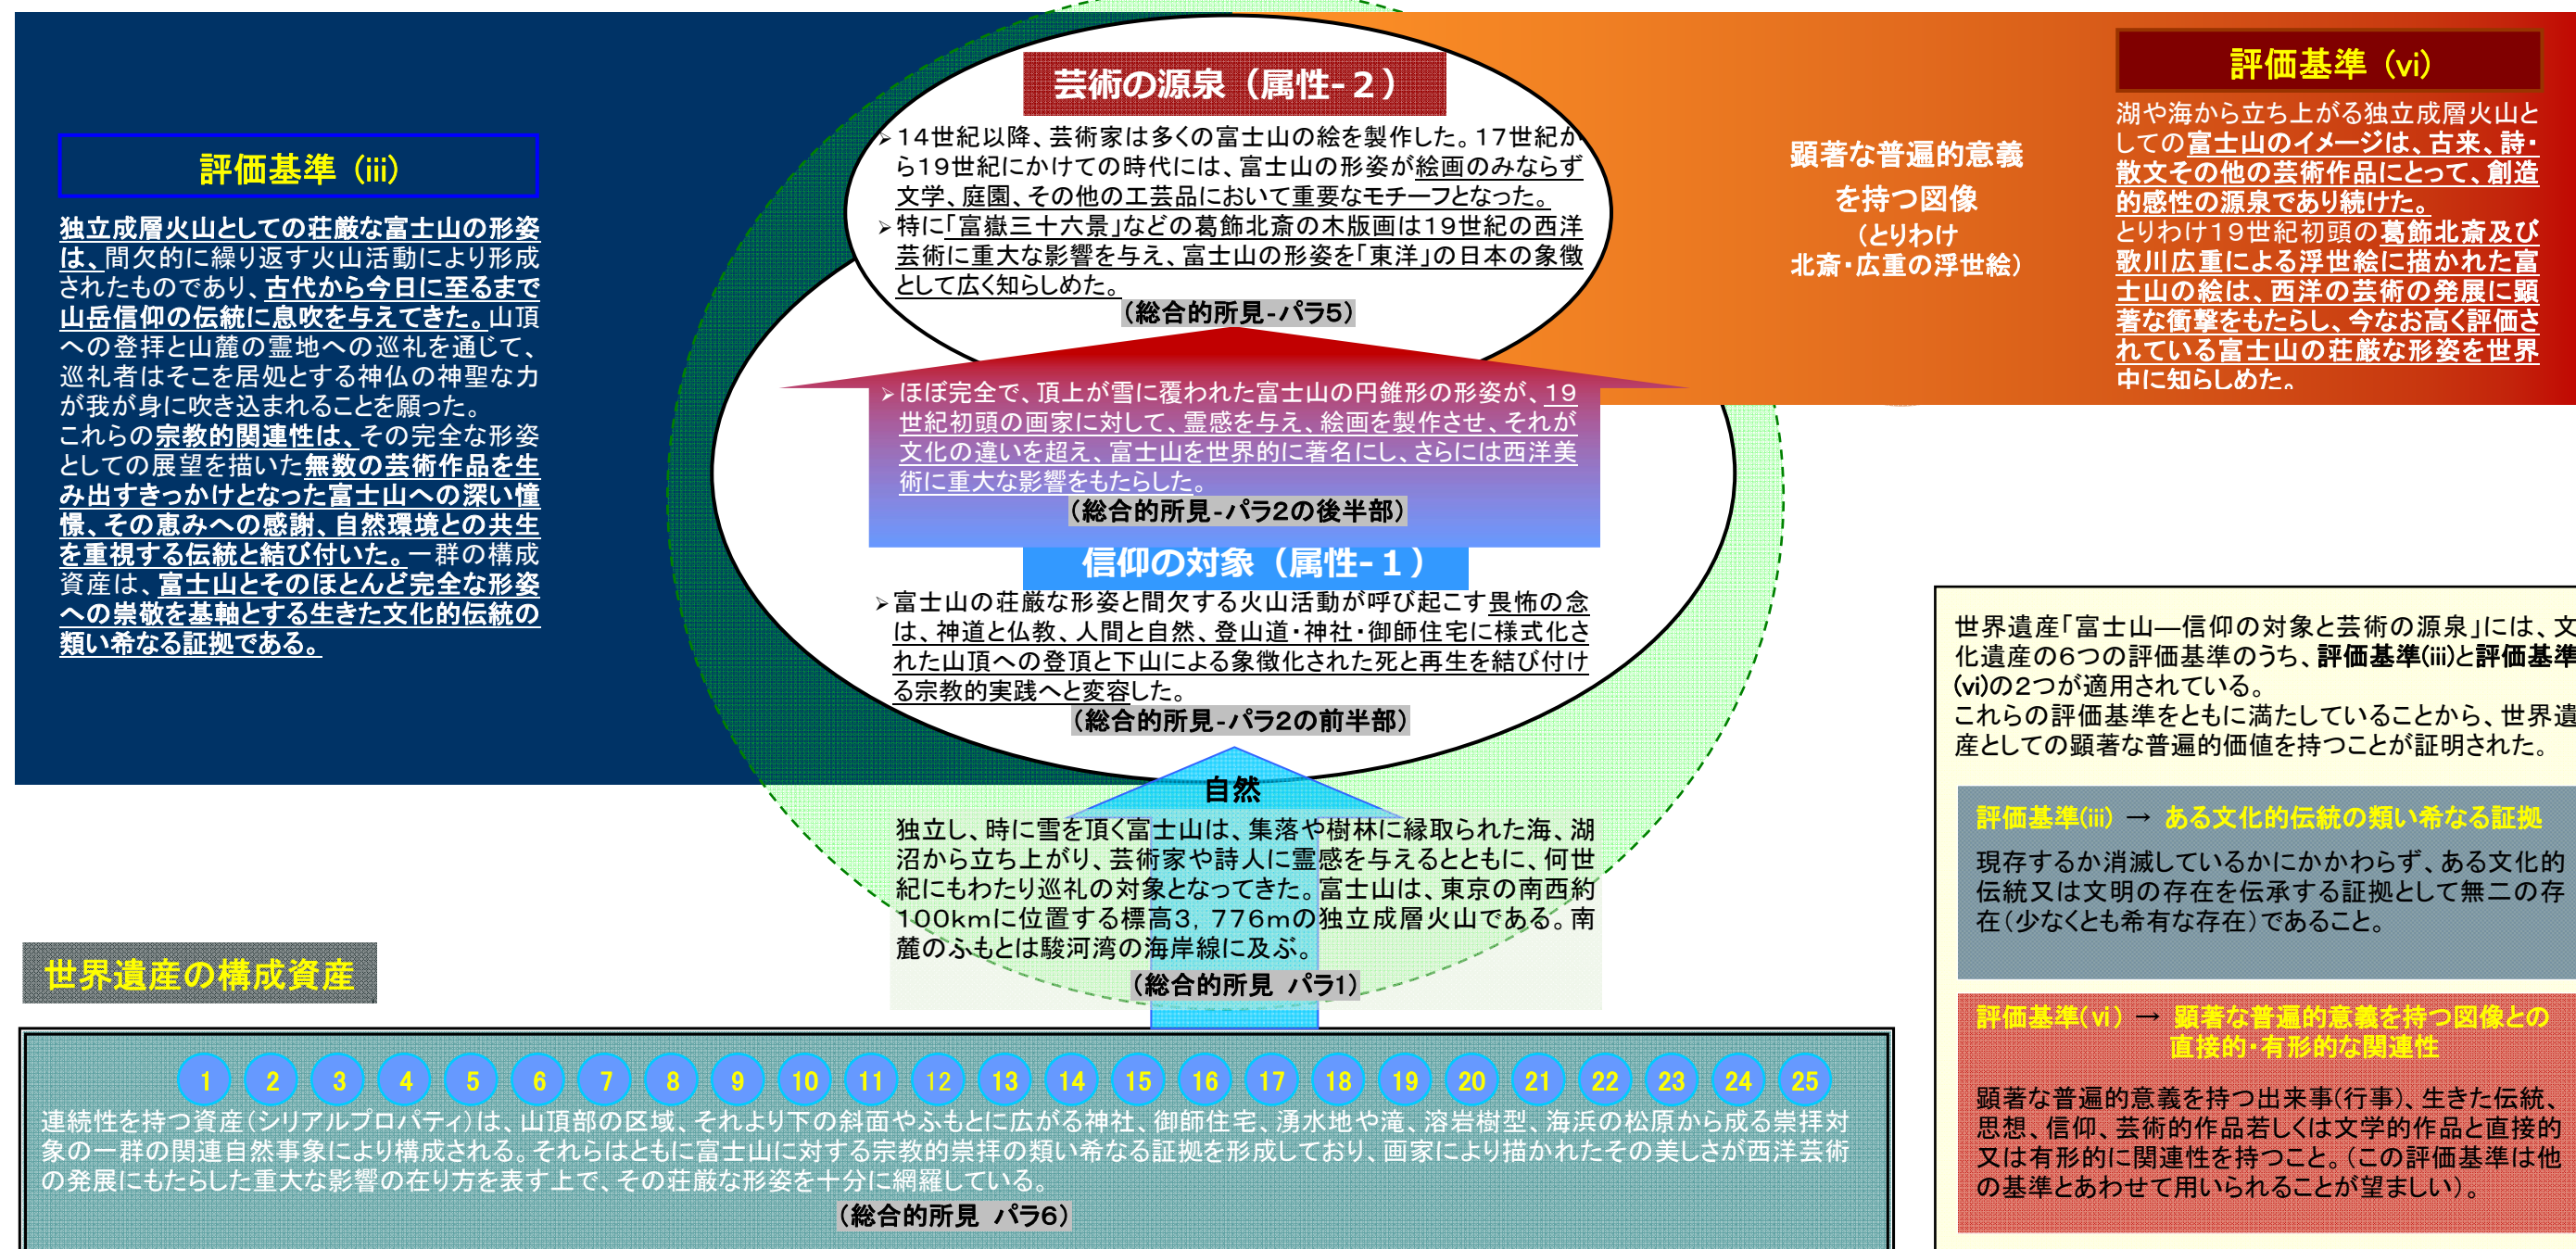 評価基準 (ⅲ)
独立成層火山としての荘厳な富士山の形姿
は、間欠的に繰り返す火山活動により形成
されたものであり、古代から今日に至るまで
山岳信仰の伝統に息吹を与えてきた。山頂
への登拝と山麓の霊地への巡礼を通じて、
巡礼者はそこを居処とする神仏の神聖な力
が我が身に吹き込まれることを願った。
これらの宗教的関連性は、その完全な形姿
としての展望を描いた無数の芸術作品を生
み出すきっかけとなった富士山への深い憧
憬、その恵みへの感謝、自然環境との共生
を重視する伝統と結び付いた。一群の構成
資産は、富士山とそのほとんど完全な形姿
への崇敬を基軸とする生きた文化的伝統の
類い希なる証拠である。
芸術の源泉（属性-２）
➢14世紀以降、芸術家は多くの富士山の絵を製作した。17世紀か
ら19世紀にかけての時代には、富士山の形姿が絵画のみならず
文学、庭園、その他の工芸品において重要なモチーフとなった。
➢特に「富嶽三十六景」などの葛飾北斎の木版画は19世紀の西洋
芸術に重大な影響を与え、富士山の形姿を「東洋」の日本の象徴
として広く知らしめた。
（総合的所見-パラ5）
➢ほぼ完全で、頂上が雪に覆われた富士山の円錐形の形姿が、19
世紀初頭の画家に対して、霊感を与え、絵画を製作させ、それが
文化の違いを超え、富士山を世界的に著名にし、さらには西洋美
術に重大な影響をもたらした。
（総合的所見-パラ2の後半部）
信仰の対象（属性-１）
➢富士山の荘厳な形姿と間欠する火山活動が呼び起こす畏怖の念
は、神道と仏教、人間と自然、登山道・神社・御師住宅に様式化さ
れた山頂への登頂と下山による象徴化された死と再生を結び付け
る宗教的実践へと変容した。
（総合的所見-パラ2の前半部）
自然
独立し、時に雪を頂く富士山は、集落や樹林に縁取られた海、湖
沼から立ち上がり、芸術家や詩人に霊感を与えるとともに、何世
紀にもわたり巡礼の対象となってきた。富士山は、東京の南西約
100kmに位置する標高3，776mの独立成層火山である。南
麓のふもとは駿河湾の海岸線に及ぶ。
（総合的所見 パラ1）
顕著な普遍的意義
を持つ図像
（とりわけ
北斎・広重の浮世絵）
評価基準 (ⅵ)
湖や海から立ち上がる独立成層火山と
しての富士山のイメージは、古来、詩・
散文その他の芸術作品にとって、創造
的感性の源泉であり続けた。
とりわけ19世紀初頭の葛飾北斎及び
歌川広重による浮世絵に描かれた富
士山の絵は、西洋の芸術の発展に顕
著な衝撃をもたらし、今なお高く評価さ
れている富士山の荘厳な形姿を世界
中に知らしめた。
世界遺産「富士山―信仰の対象と芸術の源泉」には、文
化遺産の6つの評価基準のうち、評価基準(ⅲ)と評価基準
(ⅵ)の2つが適用されている。
これらの評価基準をともに満たしていることから、世界遺
産としての顕著な普遍的価値を持つことが証明された。
評価基準(ⅲ) → ある文化的伝統の類い希なる証拠
現存するか消滅しているかにかかわらず、ある文化的
伝統又は文明の存在を伝承する証拠として無二の存
在（少なくとも希有な存在）であること。
評価基準(ⅵ) → 顕著な普遍的意義を持つ図像との
直接的・有形的な関連性
顕著な普遍的意義を持つ出来事(行事)、生きた伝統、
思想、信仰、芸術的作品若しくは文学的作品と直接的
又は有形的に関連性を持つこと。（この評価基準は他
の基準とあわせて用いられることが望ましい）。
世界遺産の構成資産
1 2 3 4 5 6 7 8 9 10 11 12 13 14 15 16 17 18 19 20 21 22 23 24 25
連続性を持つ資産（シリアルプロパティ）は、山頂部の区域、それより下の斜面やふもとに広がる神社、御師住宅、湧水地や滝、溶岩樹型、海浜の松原から成る崇拝対
象の一群の関連自然事象により構成される。それらはともに富士山に対する宗教的崇拝の類い希なる証拠を形成しており、画家により描かれたその美しさが西洋芸術
の発展にもたらした重大な影響の在り方を表す上で、その荘厳な形姿を十分に網羅している。
（総合的所見 パラ6）